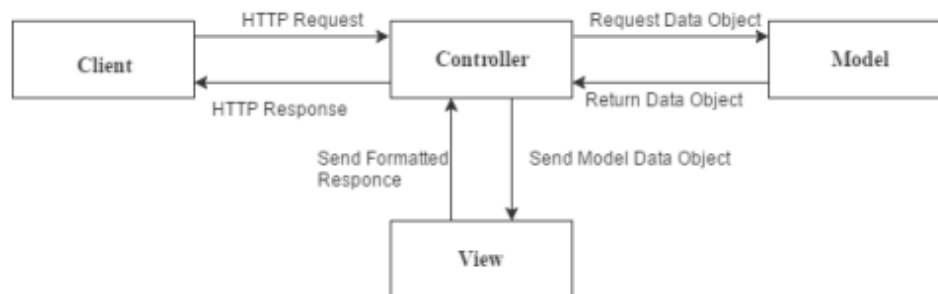 HTTP Request
Request Data Object
Client
Controller
Model
HTTP Response
Return Data Object
Send Formatted
Responce
Send Model Data Object
View